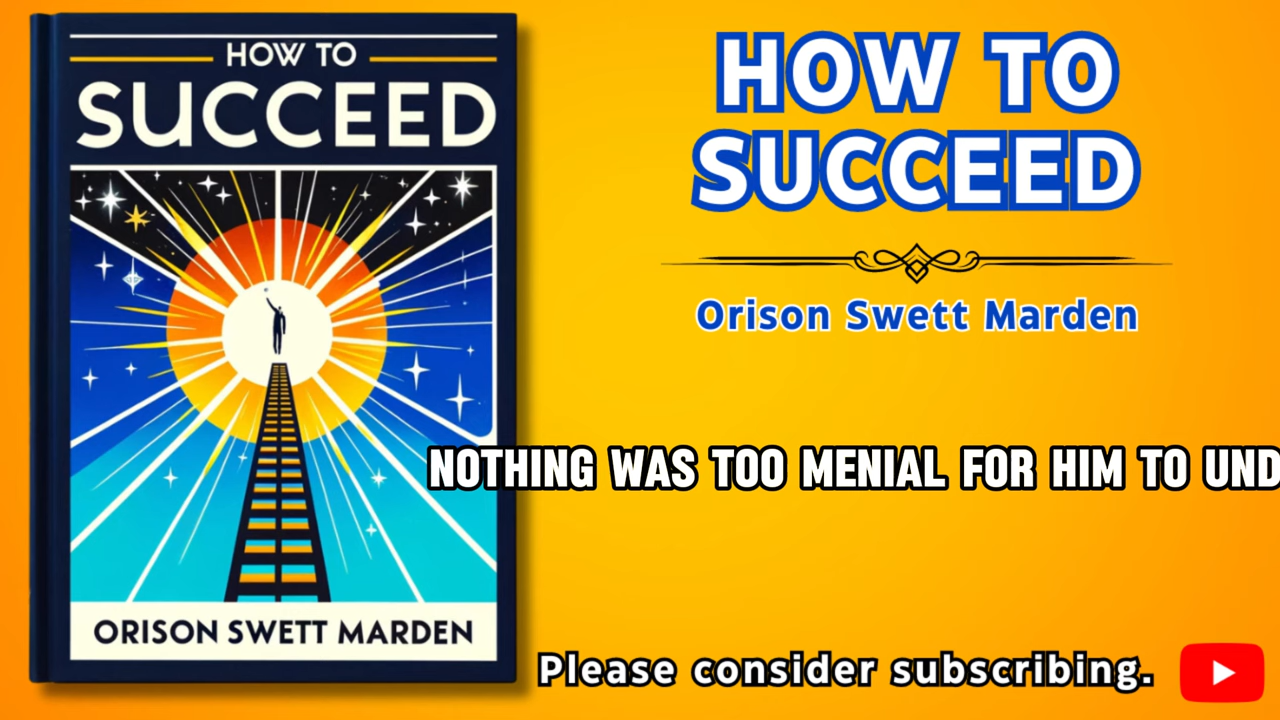 HOW TO
SUCCEED
ORISON SWETT MARDEN
HOW TO
SUCCEED
Orison Swett Marden
NOTHING WAS TOO MENIAL FOR HIM TO UND
Please consider subscribing.